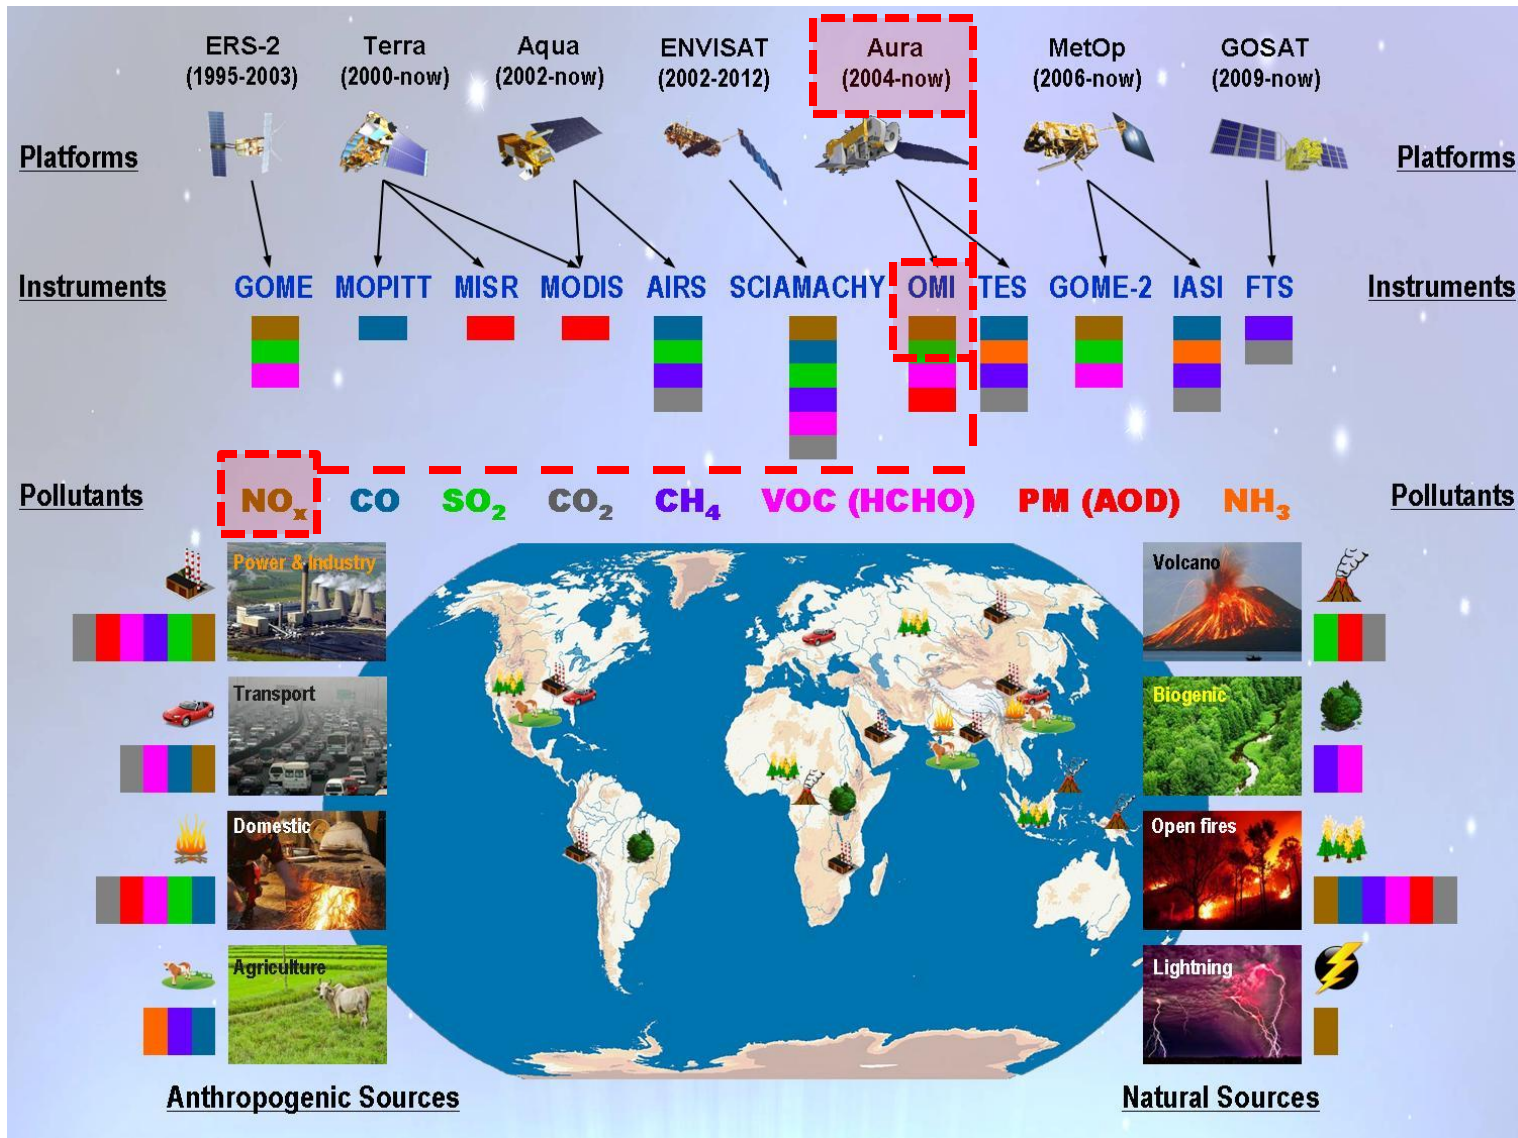 ERS-2 Terra Aqua ENVISAT Aura MetOp GOSAT
(1995-2003) (2000-now) (2002-now) (2002-2012) (2004-now) (2006-now) (2009-now)
Platforms Platforms
Instruments GOME MOPITT MISR MODIS AIRS SCIAMACHY OMI TES GOME-2 IASI FTS Instruments
Pollutants NOx CO SO2 CO2 CH4 VOC (HCHO) PM (AOD) NH3 Pollutants
Power & Industry Volcano
Transport Biogenic
Domestic Open fires
Agriculture Lightning
Anthropogenic Sources Natural Sources